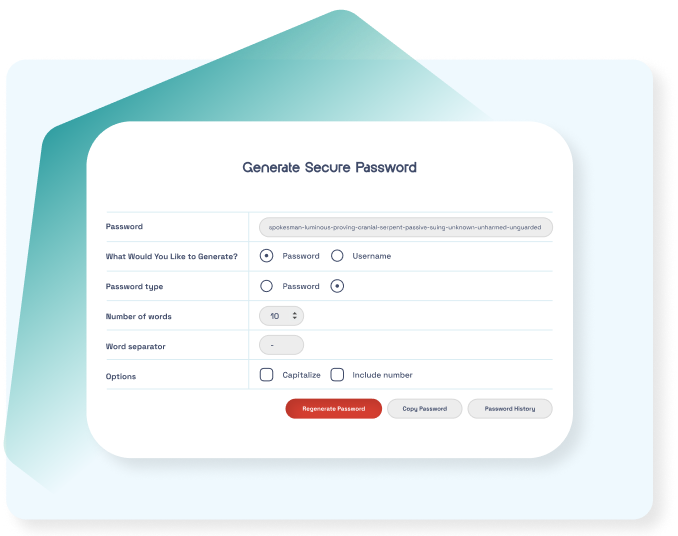 Generate Secure Password
Password spokesman-luminous-proving-cranial-serpent-passive-suing-unknown-unharmed-unguarded
What Would You Like to Generate? Password Username
Password type Password
Number of words 10
Word separator -
Options Capitalize Include number
Regenerate Password Copy Password Password History